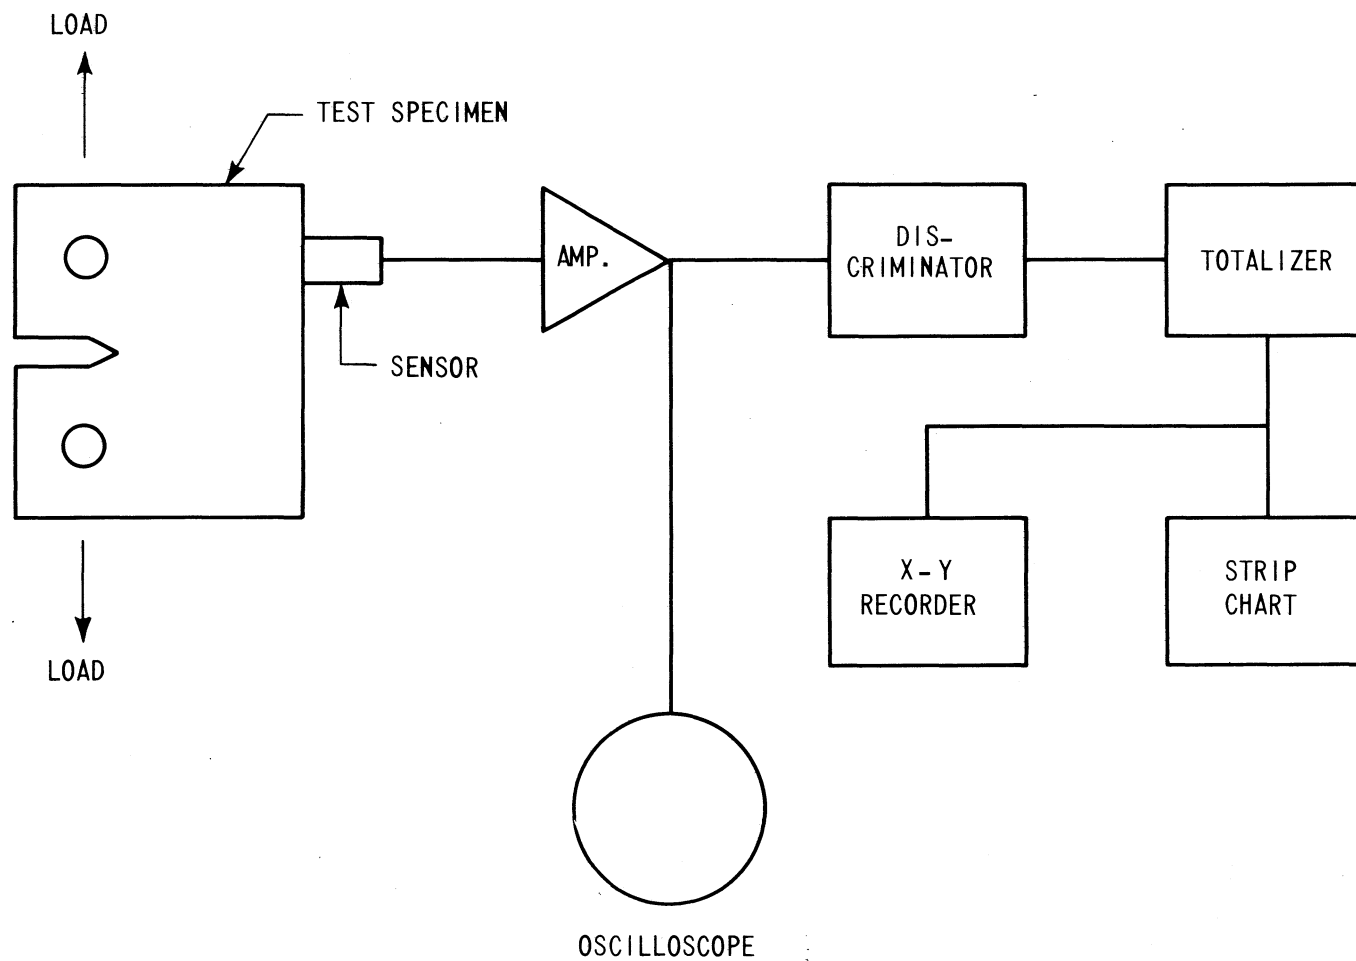 LOAD
TEST SPECIMEN
DIS-
CRIMINATOR
AMP.
TOTALIZER
SENSOR
X-Y
RECORDER
STRIP
CHART
LOAD
OSCILLOSCOPE